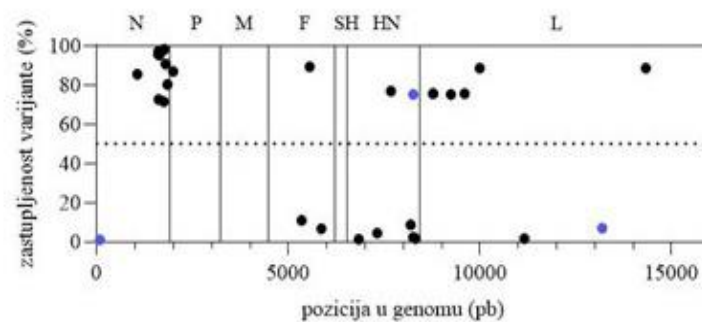 N P M F SH HN L
zastupljenost varijante (%)
100
80
60
40
20
0
0 5000 10000 15000
pozicija u genomu (pb)